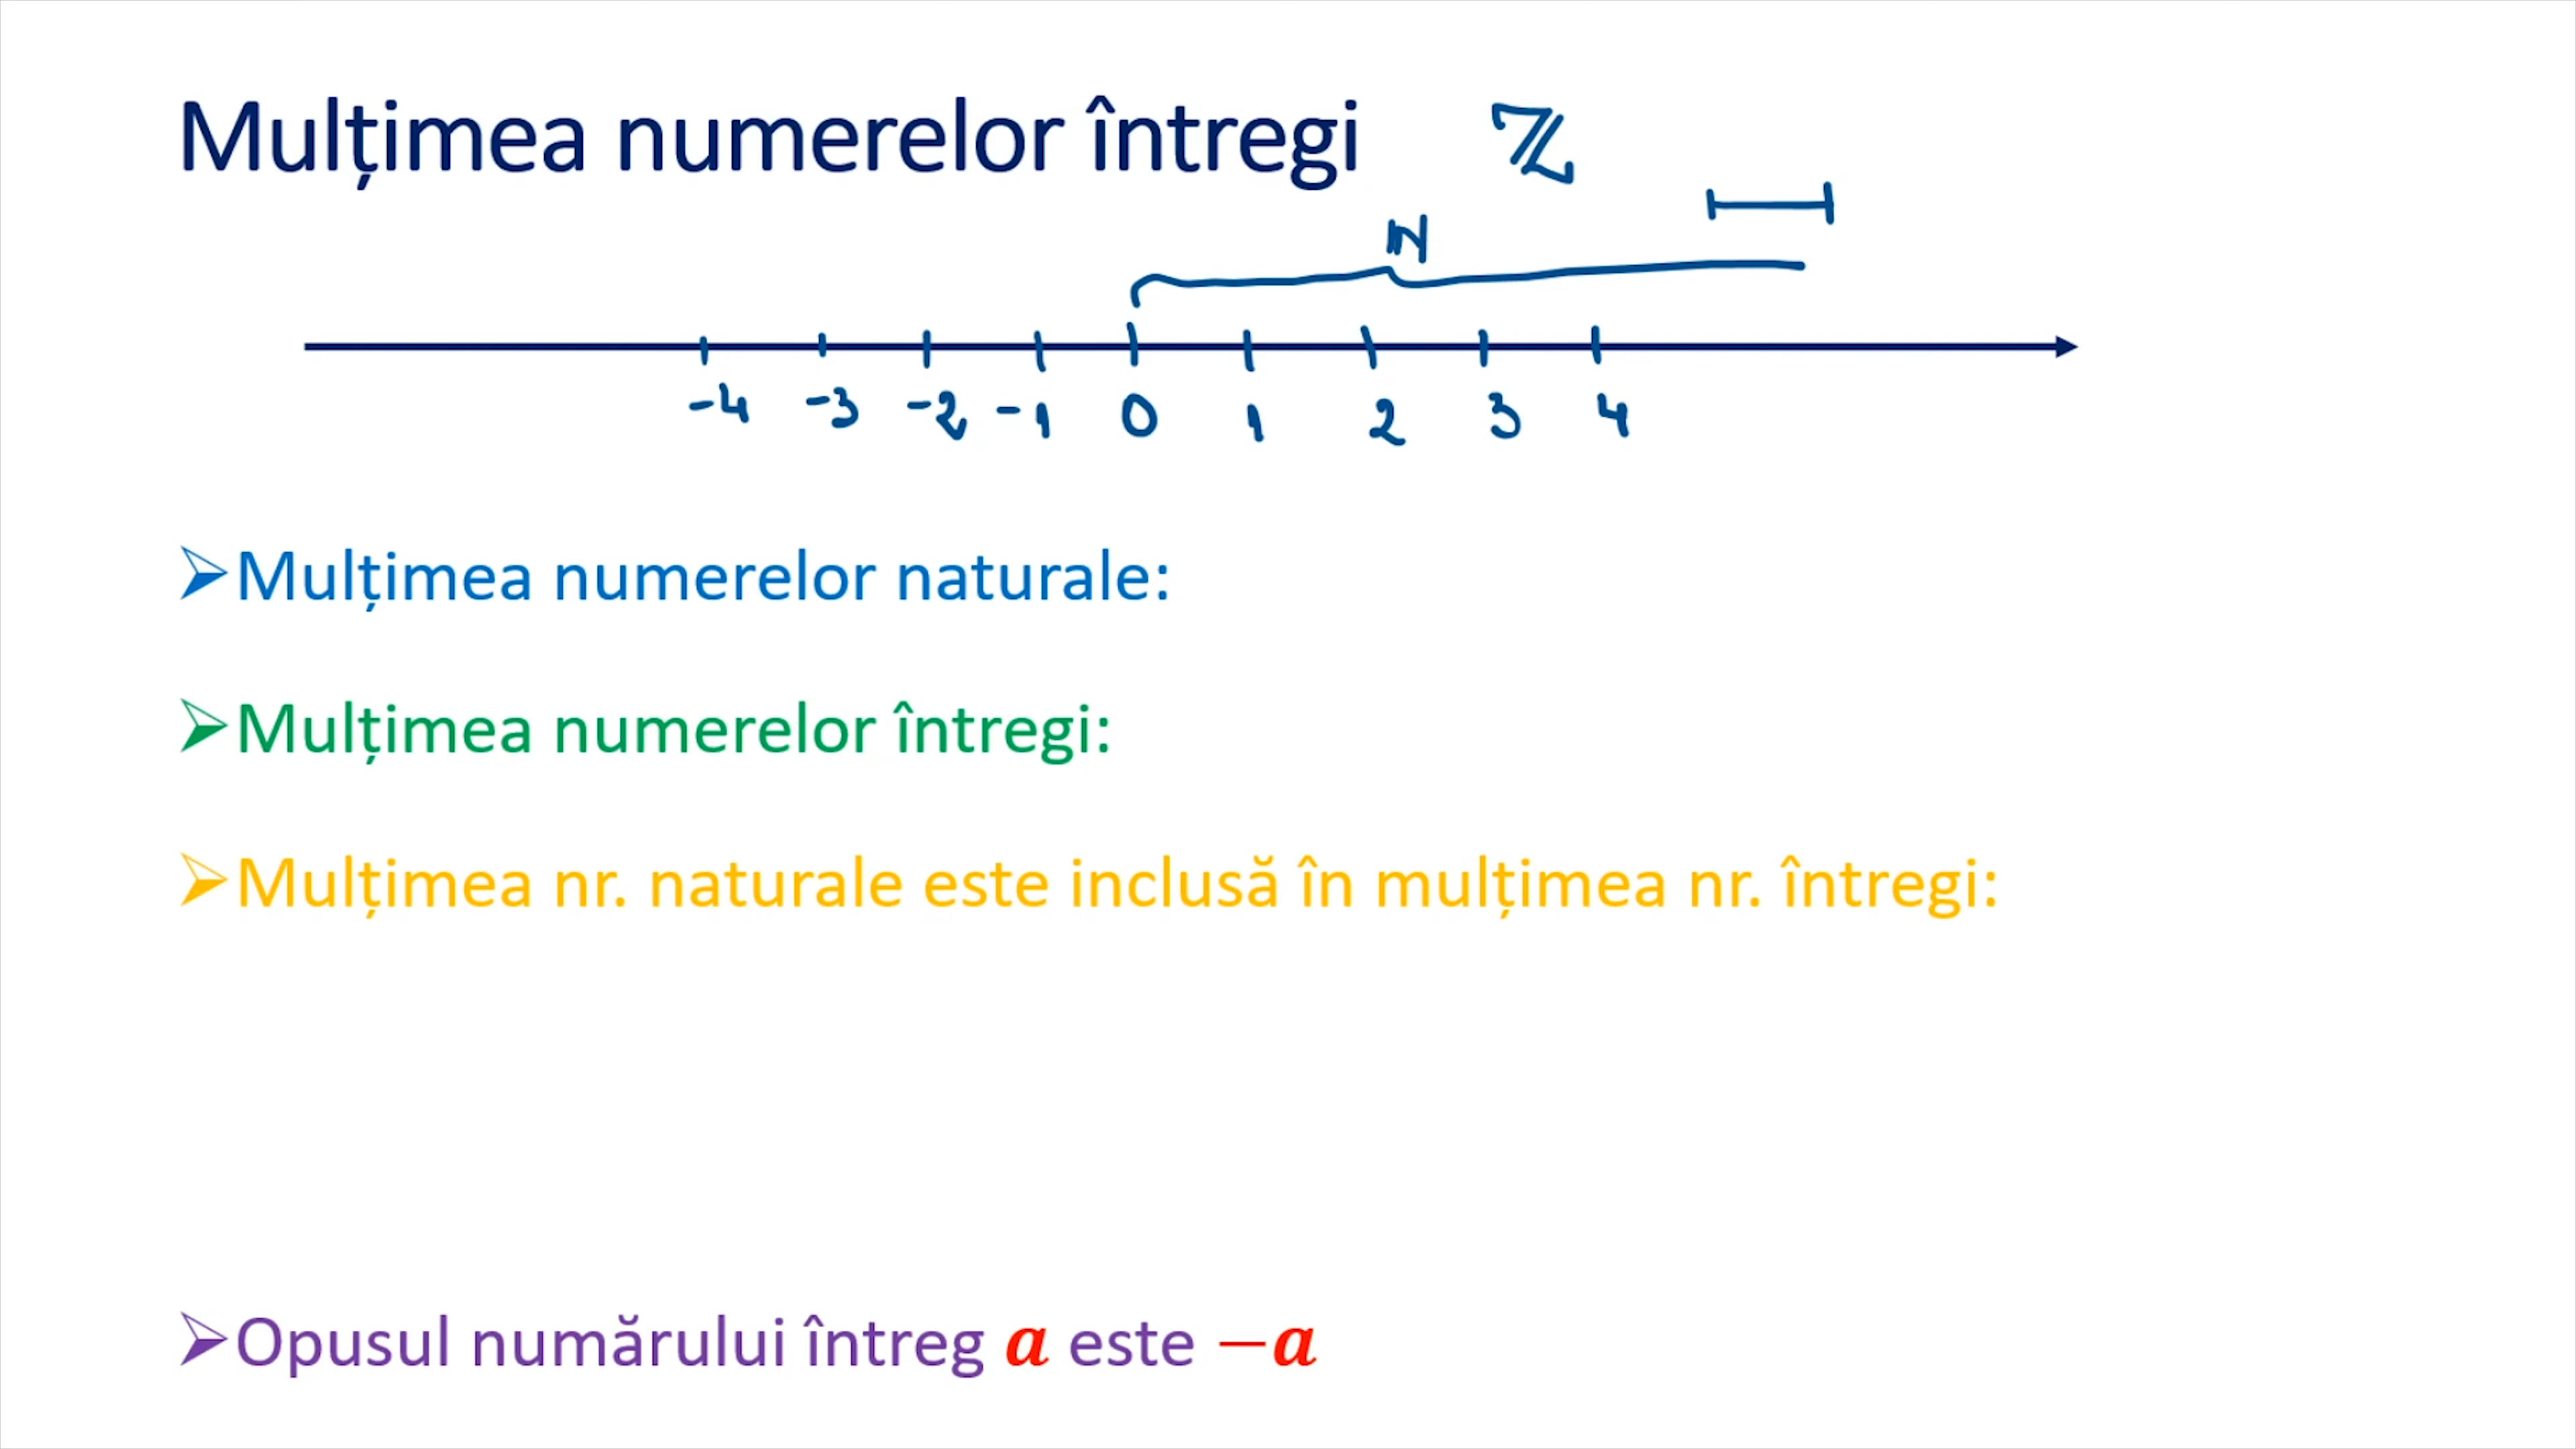 Mulțimea numerelor întregi ℤ
ℕ
-4 -3 -2 -1 0 1 2 3 4
➢Mulțimea numerelor naturale:
➢Mulțimea numerelor întregi:
➢Mulțimea nr. naturale este inclusă în mulțimea nr. întregi:
➢Opusul numărului întreg a este −a